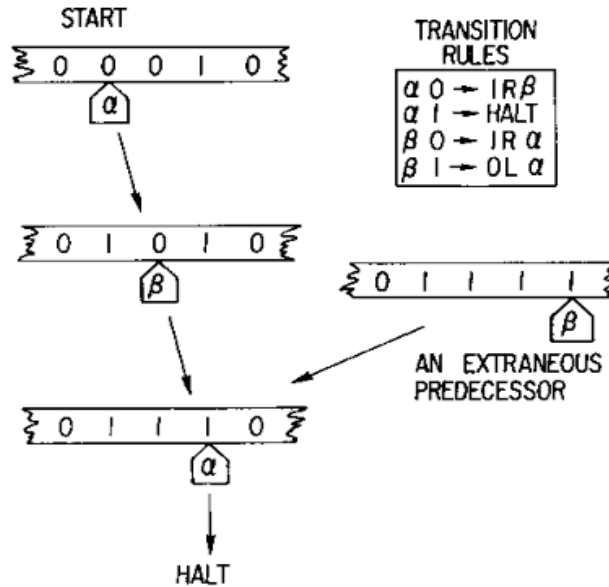 START
0 0 0 1 0
α
TRANSITION
RULES
α 0 → 1 R β
α 1 → HALT
β 0 → 1 R α
β 1 → 0 L α
0 1 0 1 0
β
0 1 1 1 1
β
AN EXTRANEOUS
PREDECESSOR
0 1 1 1 0
α
HALT